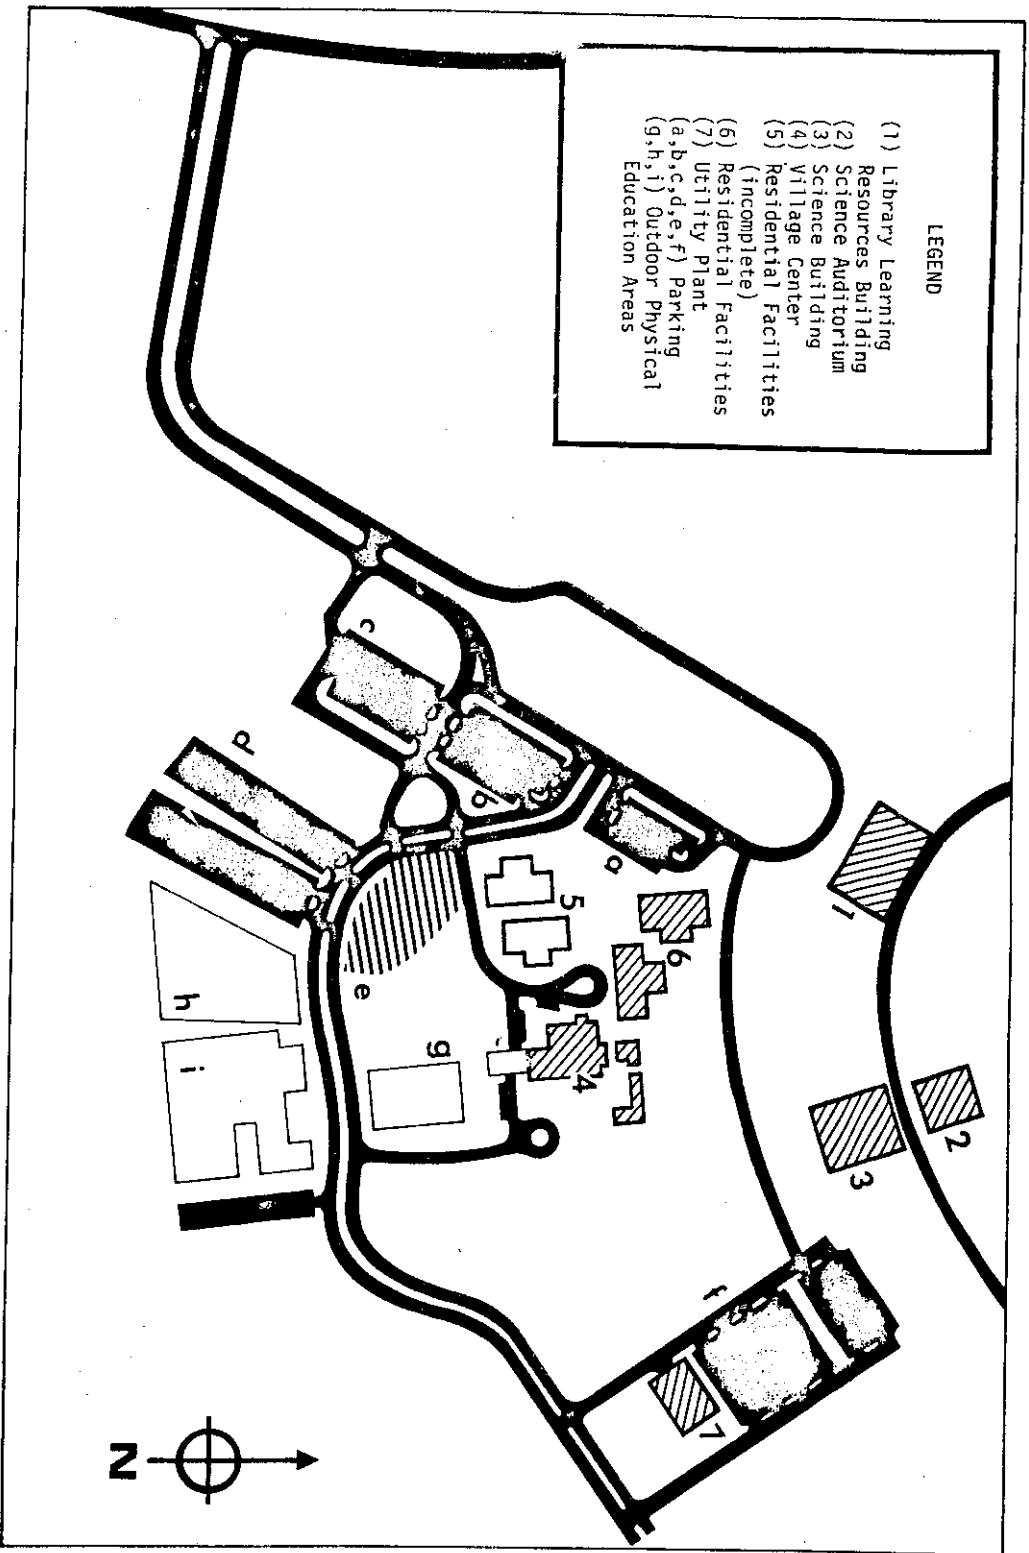 LEGEND
(1) Library Learning
Resources Building
(2) Science Auditorium
(3) Science Building
(4) Village Center
(5) Residential Facilities
(incomplete)
(6) Residential Facilities
(7) Utility Plant
(a,b,c,d,e,f) Parking
(g,h,i) Outdoor Physical
Education Areas
1
2
3
4
5
6
7
a
b
c
d
e
f
g
h
i
N